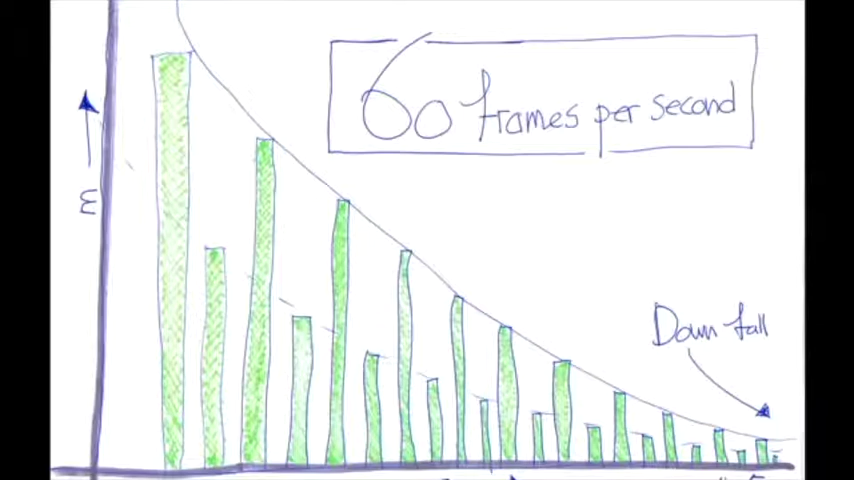 60 frames per second
ε
Down fall